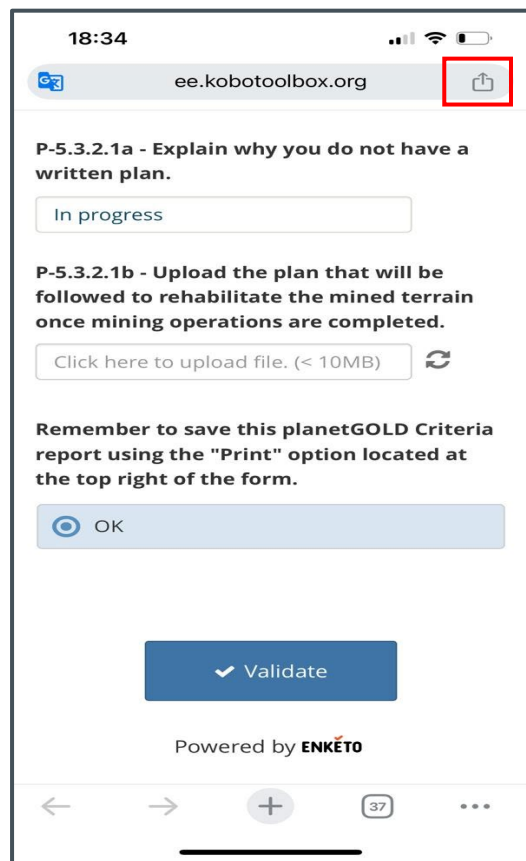 18:34
ee.kobotoolbox.org
P-5.3.2.1a - Explain why you do not have a
written plan.
In progress
P-5.3.2.1b - Upload the plan that will be
followed to rehabilitate the mined terrain
once mining operations are completed.
Click here to upload file. (< 10MB)
Remember to save this planetGOLD Criteria
report using the "Print" option located at
the top right of the form.
OK
Validate
Powered by ENKĚTO
37